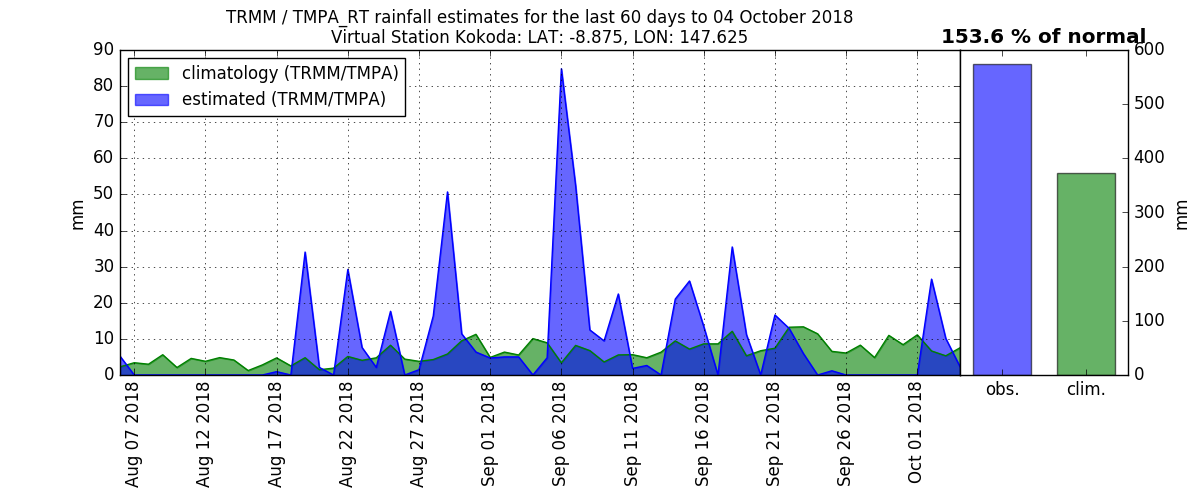 TRMM / TMPA_RT rainfall estimates for the last 60 days to 04 October 2018
Virtual Station Kokoda: LAT: -8.875, LON: 147.625
153.6 % of normal
climatology (TRMM/TMPA)
estimated (TRMM/TMPA)
90
80
70
60
50
40
30
20
10
0
mm
600
500
400
300
200
100
0
mm
Aug 07 2018
Aug 12 2018
Aug 17 2018
Aug 22 2018
Aug 27 2018
Sep 01 2018
Sep 06 2018
Sep 11 2018
Sep 16 2018
Sep 21 2018
Sep 26 2018
Oct 01 2018
obs.
clim.